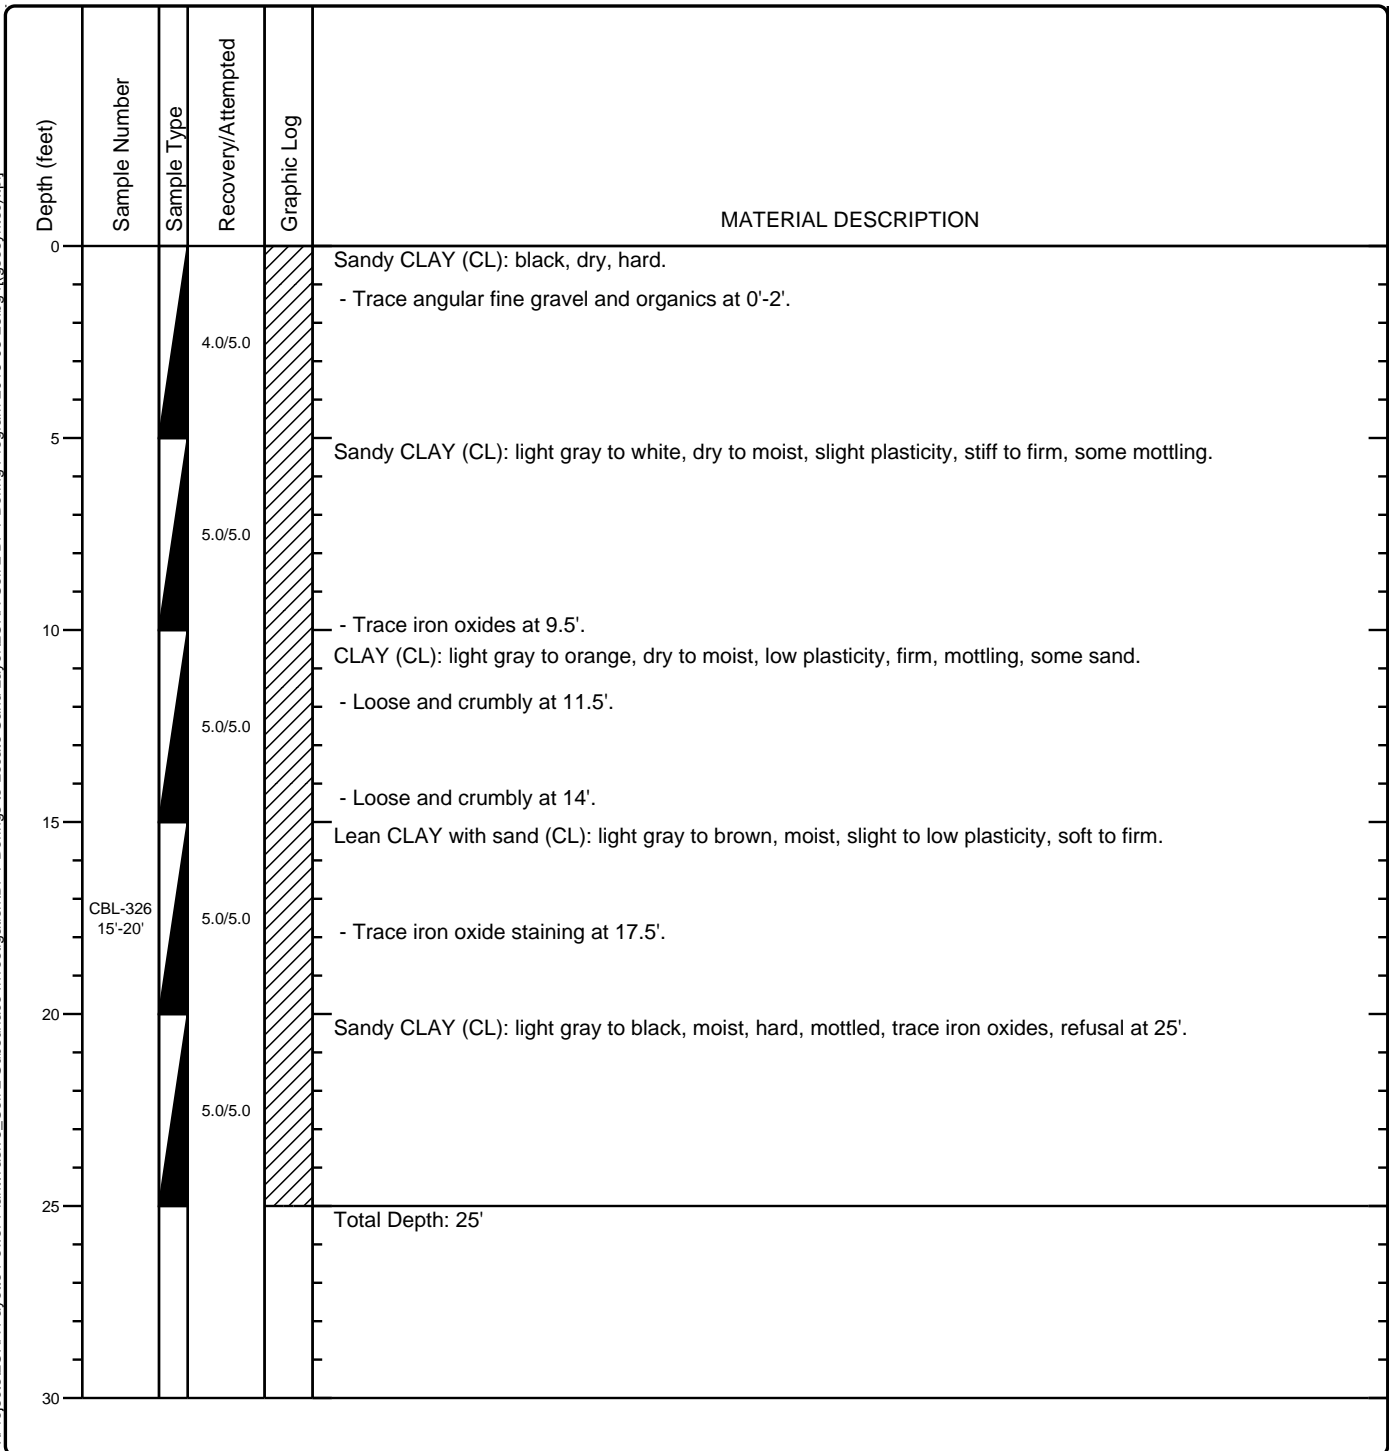 Depth (feet)
Sample Number
Sample Type
Recovery/Attempted
Graphic Log
MATERIAL DESCRIPTION
0
Sandy CLAY (CL): black, dry, hard.
- Trace angular fine gravel and organics at 0'-2'.
4.0/5.0
5
Sandy CLAY (CL): light gray to white, dry to moist, slight plasticity, stiff to firm, some mottling.
5.0/5.0
10
- Trace iron oxides at 9.5'.
CLAY (CL): light gray to orange, dry to moist, low plasticity, firm, mottling, some sand.
- Loose and crumbly at 11.5'.
5.0/5.0
- Loose and crumbly at 14'.
15
Lean CLAY with sand (CL): light gray to brown, moist, slight to low plasticity, soft to firm.
CBL-326
15'-20'
5.0/5.0
- Trace iron oxide staining at 17.5'.
20
Sandy CLAY (CL): light gray to black, moist, hard, mottled, trace iron oxides, refusal at 25'.
5.0/5.0
25
Total Depth: 25'
30